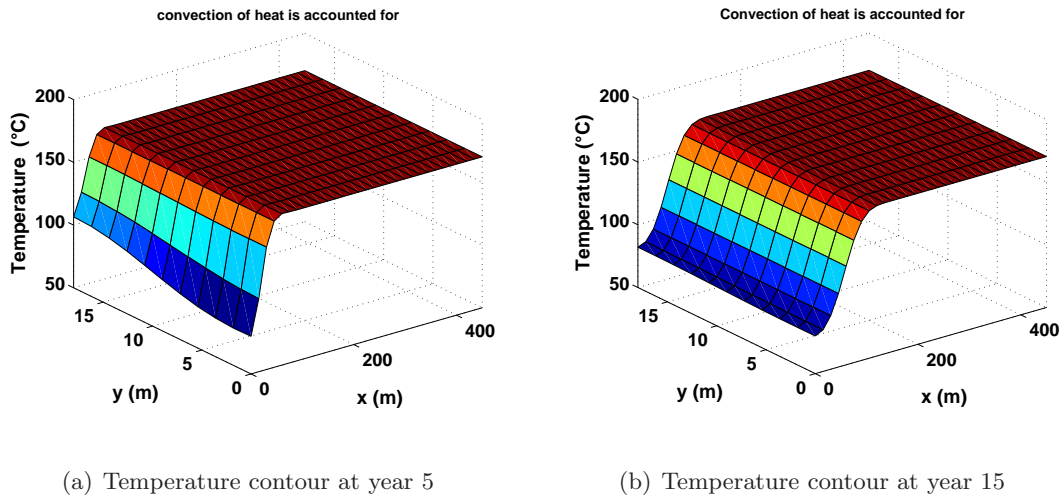 convection of heat is accounted for
200
150
100
50
Temperature (°C)
15
10
5
0
y (m)
0
200
400
x (m)
(a) Temperature contour at year 5
Convection of heat is accounted for
200
150
100
50
Temperature (°C)
15
10
5
0
y (m)
0
200
400
x (m)
(b) Temperature contour at year 15